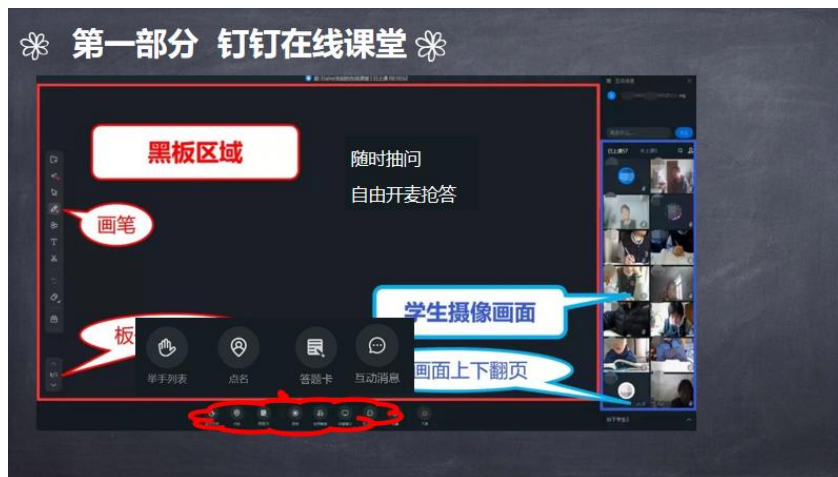 第一部分 钉钉在线课堂
黑板区域
随时抽问
自由开麦抢答
画笔
学生摄像画面
板
举手列表
点名
答题卡
互动消息
画面上下翻页